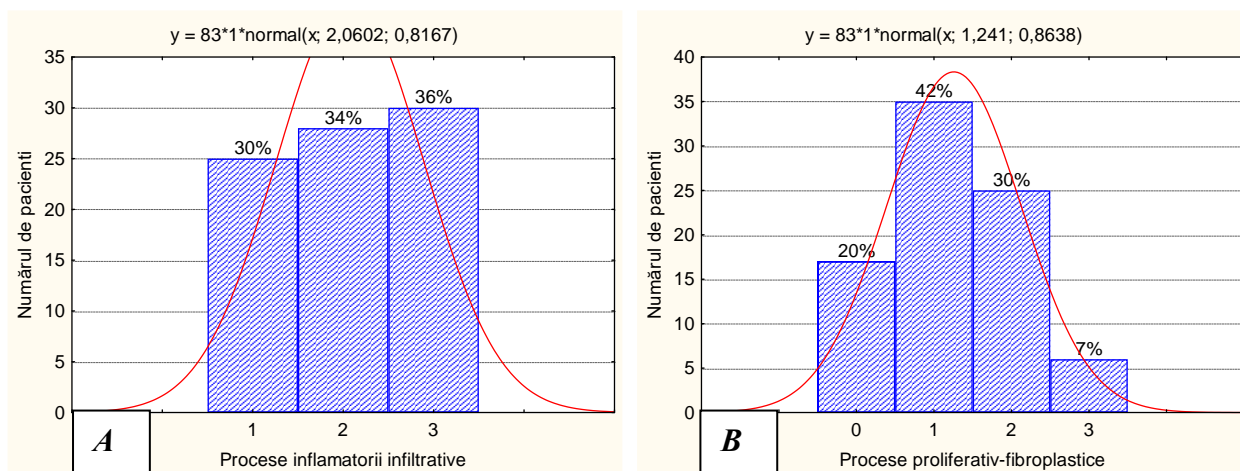 y = 83*1*normal(x; 2,0602; 0,8167)
35
30
25
20
15
10
5
0
Numărul de pacienti
30%
34%
36%
1 2 3
Procese inflamatorii infiltrative
A
y = 83*1*normal(x; 1,241; 0,8638)
40
35
30
25
20
15
10
5
0
Numărul de pacienti
20%
42%
30%
7%
0 1 2 3
Procese proliferativ-fibroplastice
B